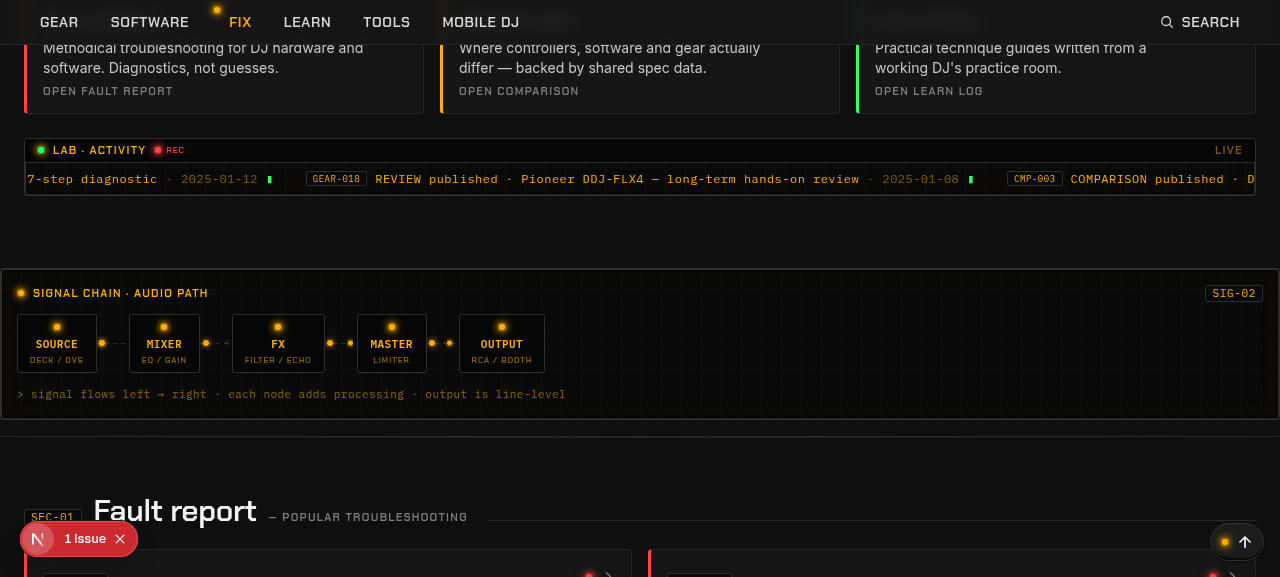 GEAR SOFTWARE FIX LEARN TOOLS MOBILE DJ SEARCH
Methodical troubleshooting for DJ hardware and
software. Diagnostics, not guesses.
OPEN FAULT REPORT
Where controllers, software and gear actually
differ — backed by shared spec data.
OPEN COMPARISON
Practical technique guides written from a
working DJ's practice room.
OPEN LEARN LOG
LAB · ACTIVITY REC LIVE
7-step diagnostic · 2025-01-12 GEAR-018 REVIEW published · Pioneer DDJ-FLX4 — long-term hands-on review · 2025-01-08 CMP-003 COMPARISON published · D
SIGNAL CHAIN · AUDIO PATH SIG-02
SOURCE
DECK / DVS
MIXER
EQ / GAIN
FX
FILTER / ECHO
MASTER
LIMITER
OUTPUT
RCA / BOOTH
> signal flows left → right · each node adds processing · output is line-level
SEC-01 Fault report — POPULAR TROUBLESHOOTING
1 Issue